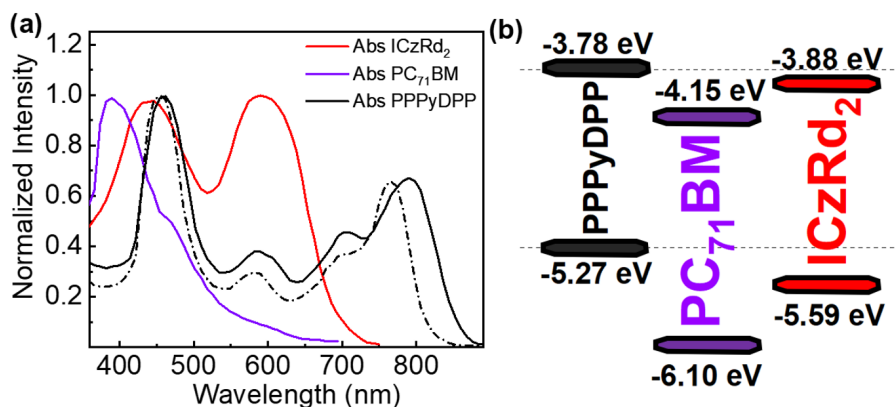 (a)
Abs ICzRd₂
Abs PC₇₁BM
Abs PPPyDPP
Normalized Intensity
1.2
1.0
0.8
0.6
0.4
0.2
400 500 600 700 800
Wavelength (nm)
(b)
-3.78 eV
-4.15 eV
-3.88 eV
PPPyDPP
PC₇₁BM
ICzRd₂
-5.27 eV
-5.59 eV
-6.10 eV